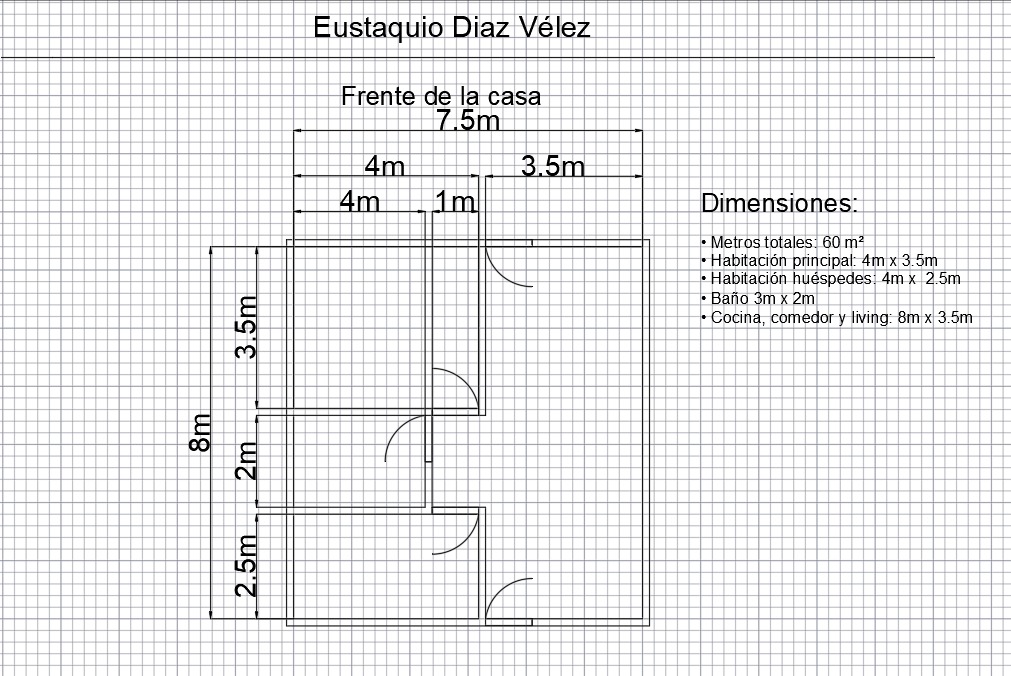 Eustaquio Diaz Vélez
Frente de la casa
7.5m
4m
3.5m
4m
1m
Dimensiones:
• Metros totales: 60 m²
• Habitación principal: 4m x 3.5m
• Habitación huéspedes: 4m x  2.5m
• Baño 3m x 2m
• Cocina, comedor y living: 8m x 3.5m
3.5m
8m
2m
2.5m